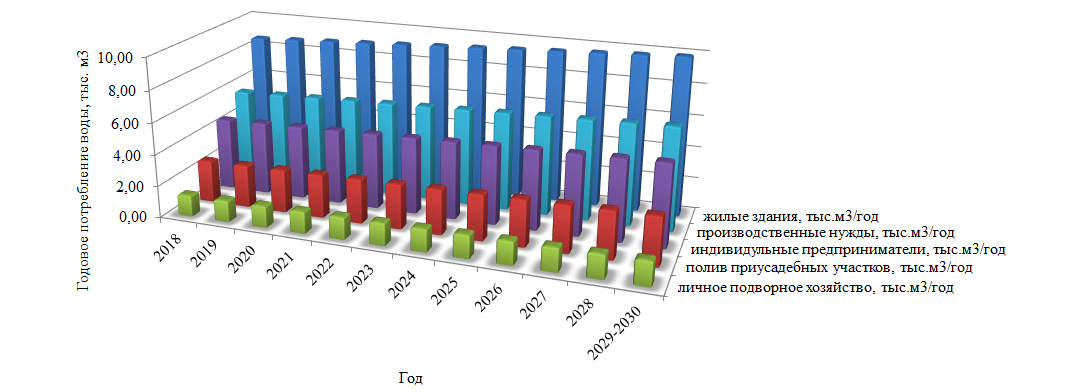 Годовое потребление воды, тыс. м3
10,00
8,00
6,00
4,00
2,00
0,00
2018
2019
2020
2021
2022
2023
2024
2025
2026
2027
2028
2029-2030
жилые здания, тыс.м3/год
производственные нужды, тыс.м3/год
индивидульные предприниматели, тыс.м3/год
полив приусадебных участков, тыс.м3/год
личное подворное хозяйство, тыс.м3/год
Год